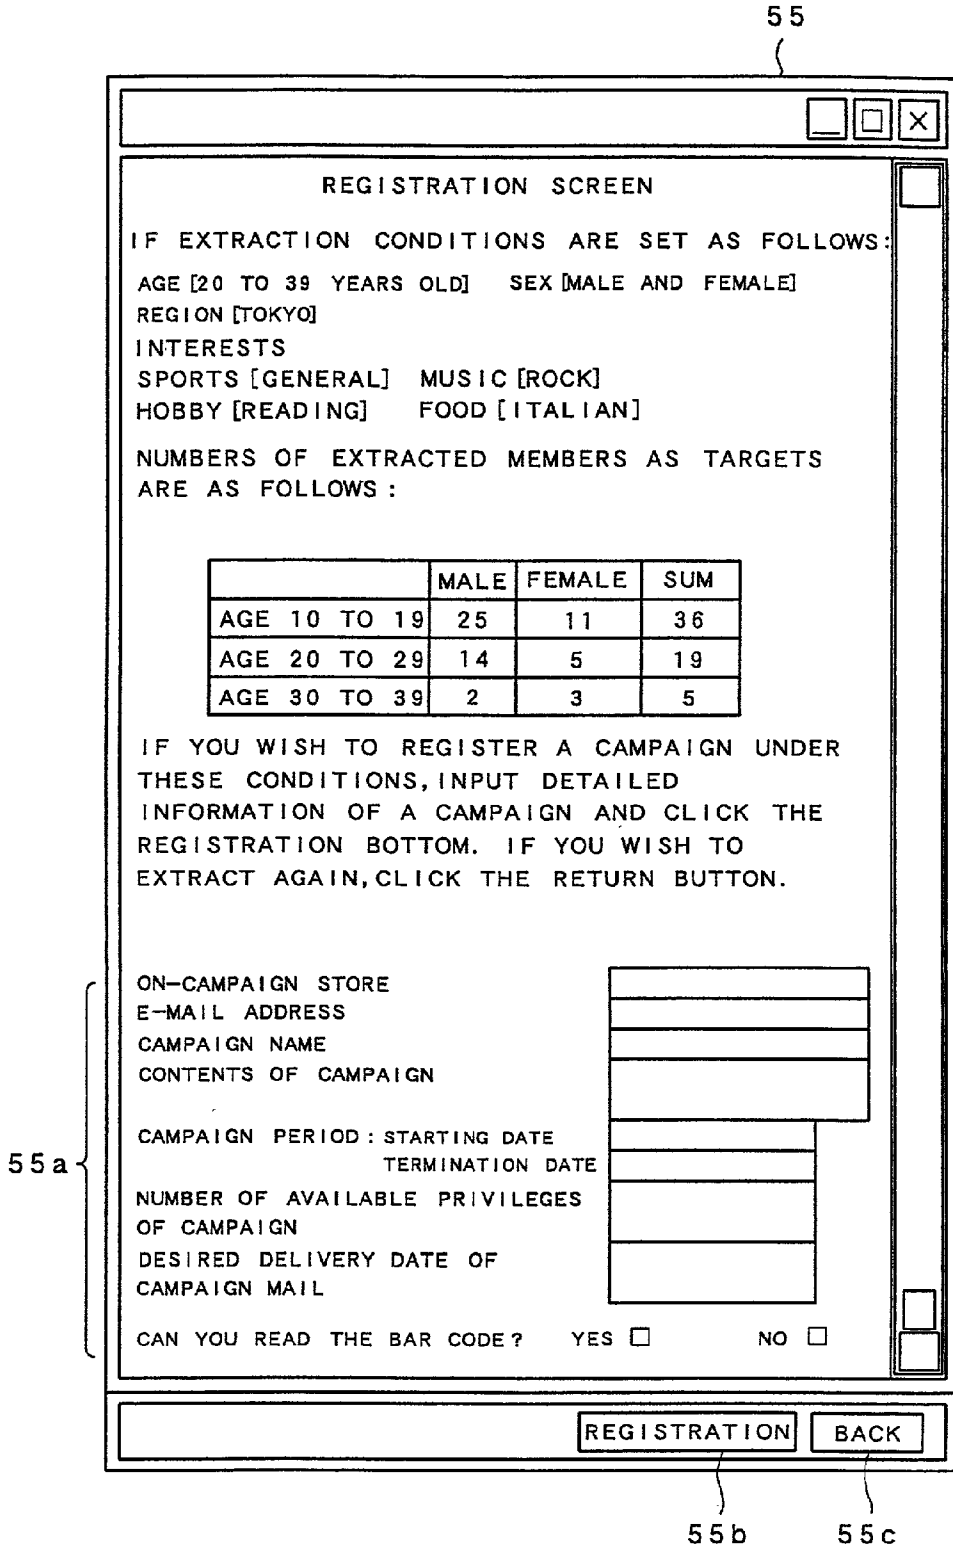 55
REGISTRATION SCREEN
IF EXTRACTION CONDITIONS ARE SET AS FOLLOWS:
AGE [20 TO 39 YEARS OLD] SEX [MALE AND FEMALE]
REGION [TOKYO]
INTERESTS
SPORTS [GENERAL] MUSIC [ROCK]
HOBBY [READING] FOOD [ITALIAN]
NUMBERS OF EXTRACTED MEMBERS AS TARGETS
ARE AS FOLLOWS:
MALE FEMALE SUM
AGE 10 TO 19 25 11 36
AGE 20 TO 29 14 5 19
AGE 30 TO 39 2 3 5
IF YOU WISH TO REGISTER A CAMPAIGN UNDER
THESE CONDITIONS, INPUT DETAILED
INFORMATION OF A CAMPAIGN AND CLICK THE
REGISTRATION BOTTOM. IF YOU WISH TO
EXTRACT AGAIN, CLICK THE RETURN BUTTON.
ON-CAMPAIGN STORE
E-MAIL ADDRESS
CAMPAIGN NAME
CONTENTS OF CAMPAIGN
CAMPAIGN PERIOD: STARTING DATE
TERMINATION DATE
55a
NUMBER OF AVAILABLE PRIVILEGES
OF CAMPAIGN
DESIRED DELIVERY DATE OF
CAMPAIGN MAIL
CAN YOU READ THE BAR CODE? YES □ NO □
REGISTRATION BACK
55b 55c